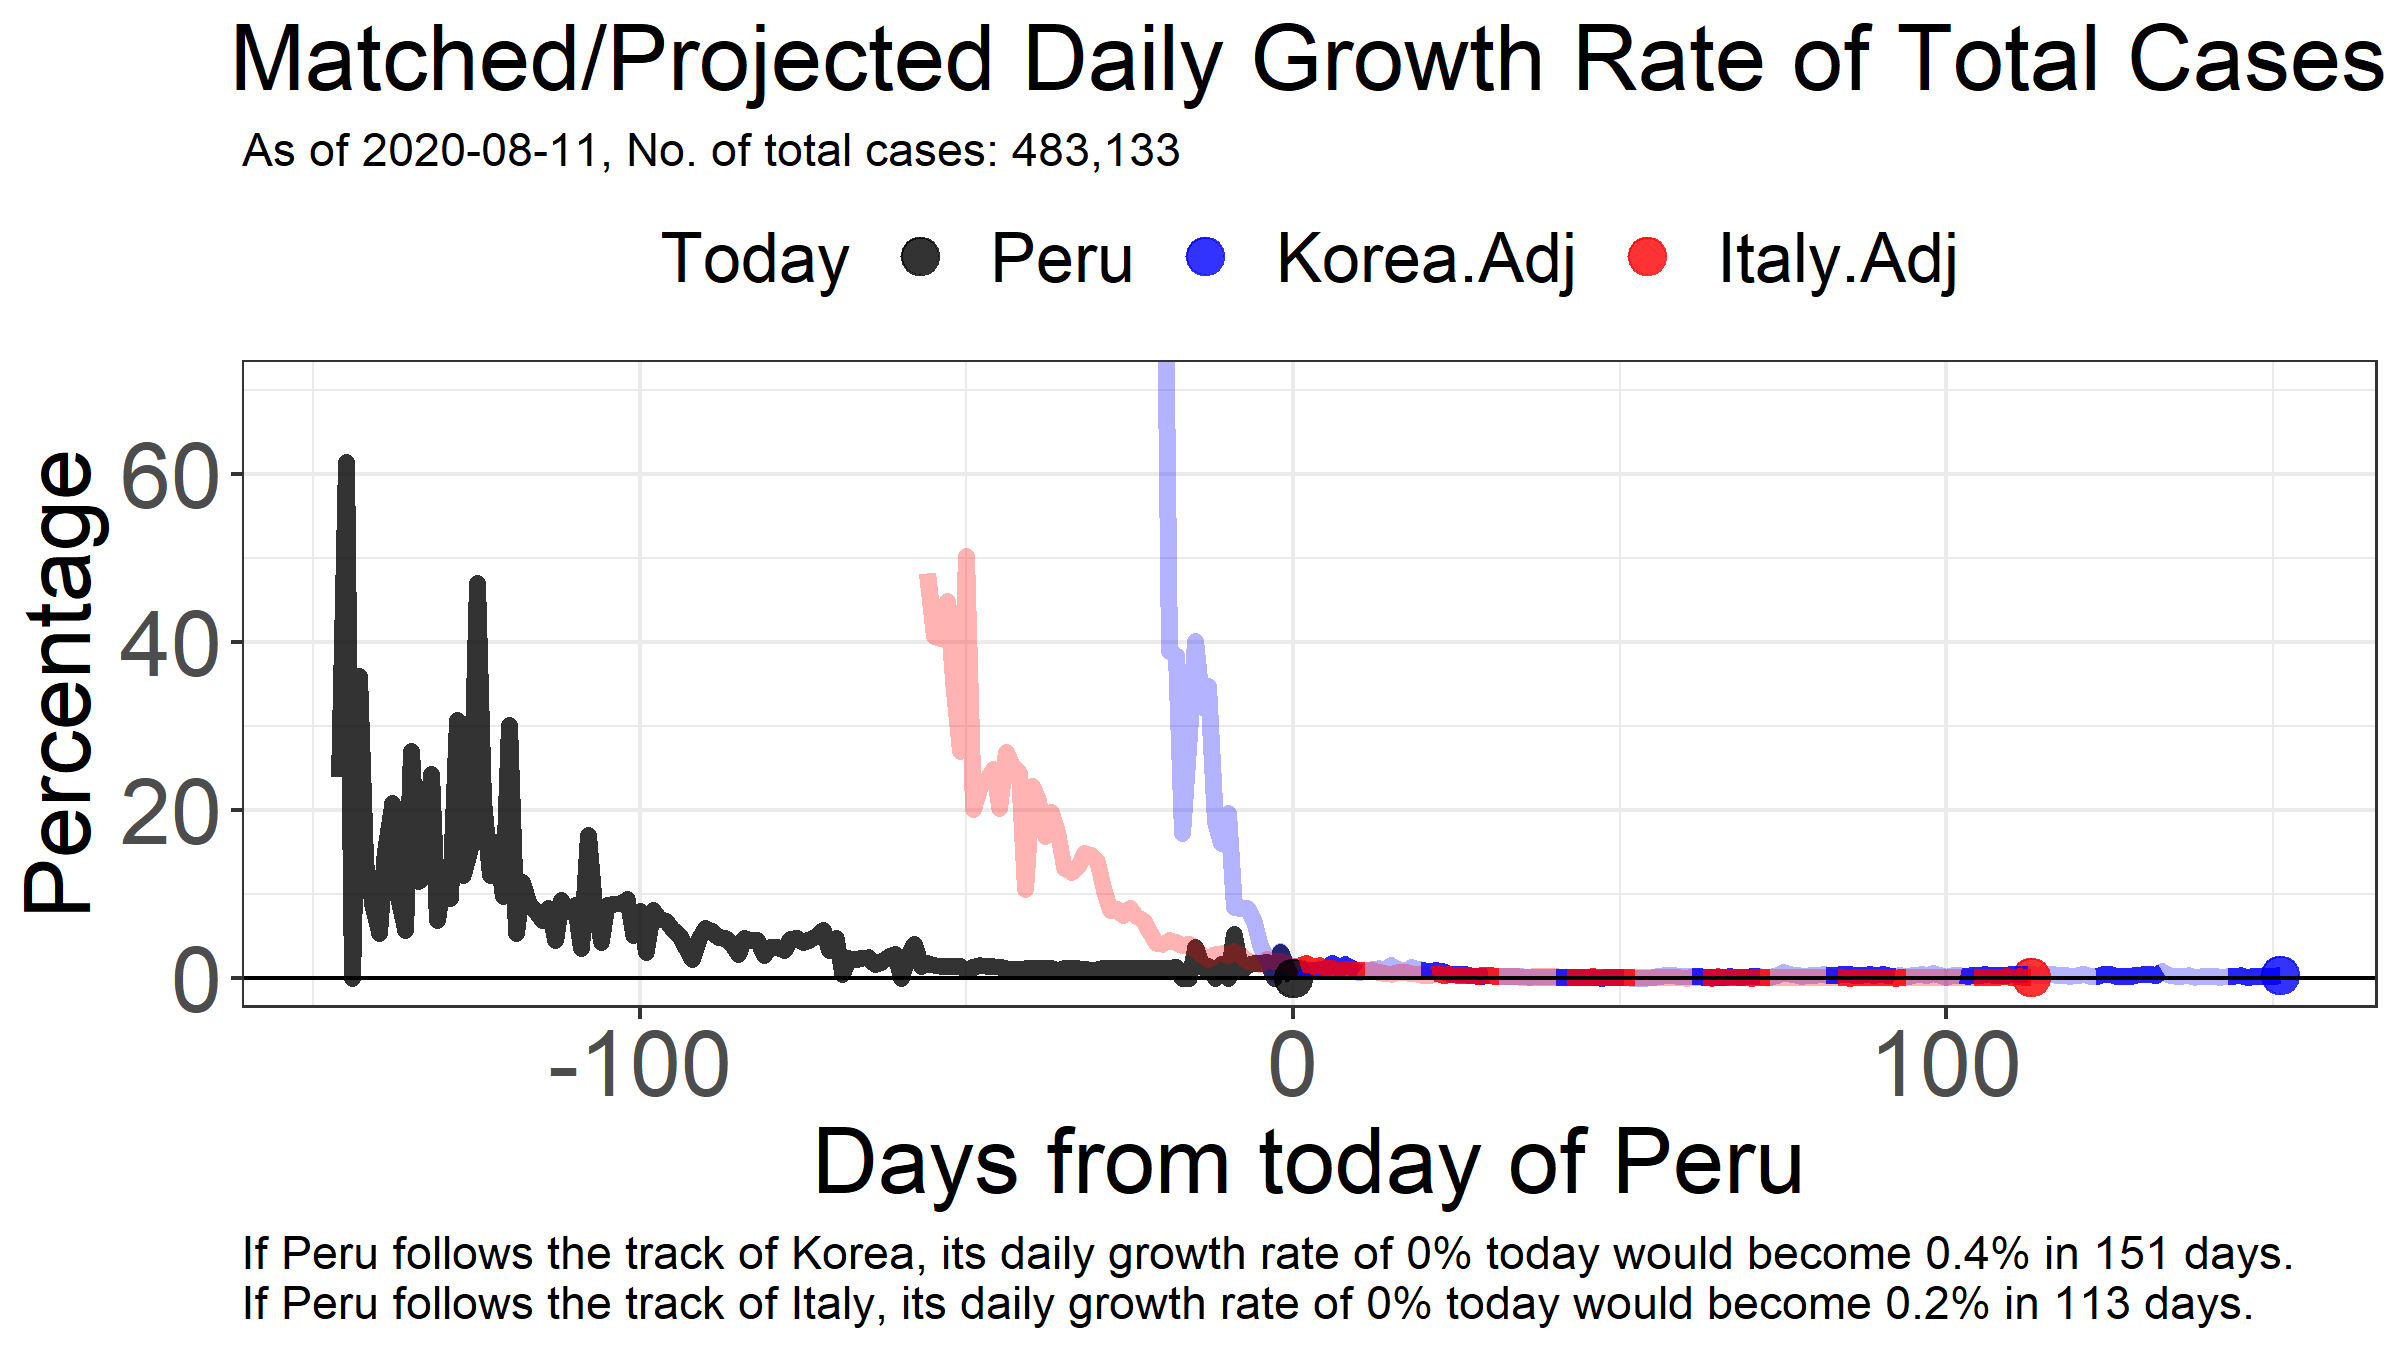 Matched/Projected Daily Growth Rate of Total Cases
As of 2020-08-11, No. of total cases: 483,133
Today Peru Korea.Adj Italy.Adj
Percentage
60
40
20
0
-100 0 100
Days from today of Peru
If Peru follows the track of Korea, its daily growth rate of 0% today would become 0.4% in 151 days.
If Peru follows the track of Italy, its daily growth rate of 0% today would become 0.2% in 113 days.